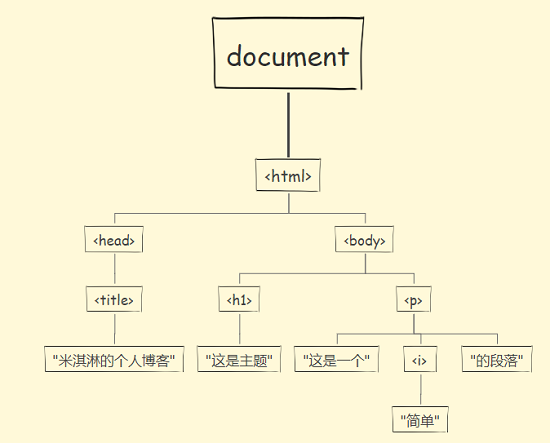 document
<html>
<head>
<body>
<title>
<h1>
<p>
"米淇淋的个人博客"
"这是主题"
"这是一个"
<i>
"的段落"
"简单"